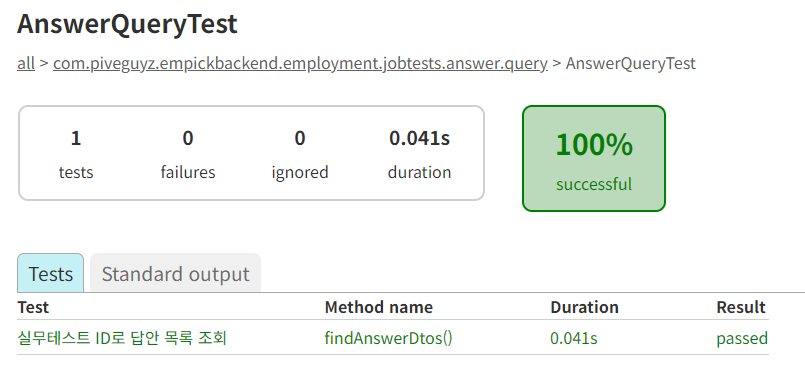 AnswerQueryTest
all > com.piveguyz.empickbackend.employment.jobtests.answer.query > AnswerQueryTest
1 0 0 0.041s
tests failures ignored duration
100%
successful
Tests Standard output
Test Method name Duration Result
실무테스트 ID로 답안 목록 조회 findAnswerDtos() 0.041s passed